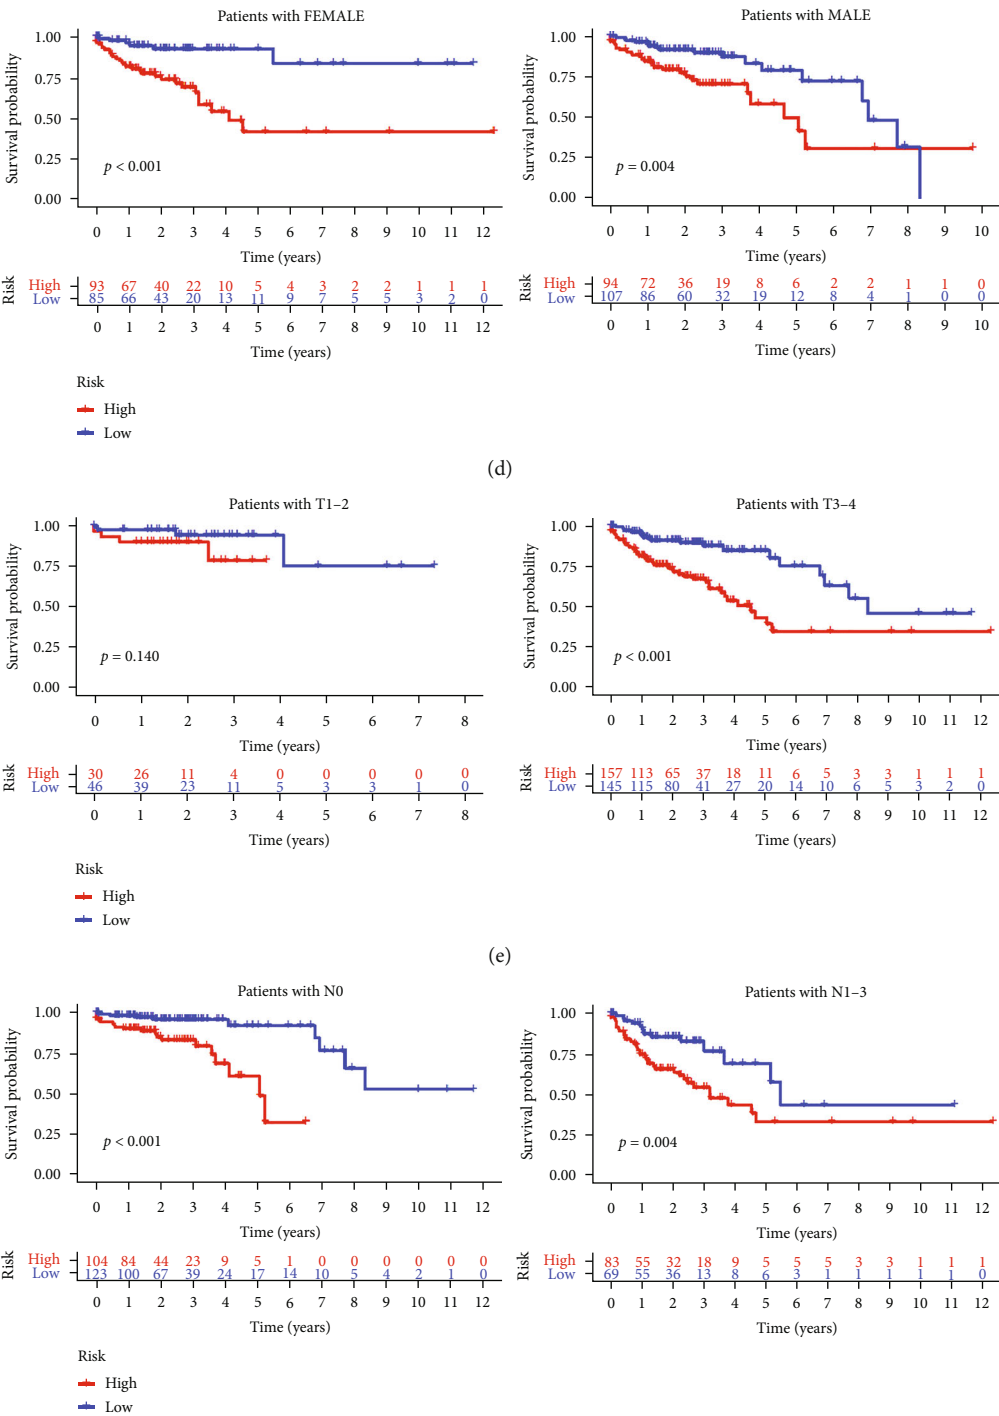 Patients with FEMALE
Survival probability
1.00
0.75
0.50
0.25
0.00
p < 0.001
0 1 2 3 4 5 6 7 8 9 10 11 12
Time (years)
Risk
High 93 67 40 22 10 5 4 3 2 2 1 1 1
Low 85 66 43 20 13 11 9 7 5 5 3 2 0
0 1 2 3 4 5 6 7 8 9 10 11 12
Time (years)
Risk
High
Low
Patients with MALE
Survival probability
1.00
0.75
0.50
0.25
0.00
p = 0.004
0 1 2 3 4 5 6 7 8 9 10
Time (years)
Risk
High 94 72 36 19 8 6 2 2 1 1 0
Low 107 86 60 32 19 12 8 4 1 0 0
0 1 2 3 4 5 6 7 8 9 10
Time (years)
(d)
Patients with T1–2
Survival probability
1.00
0.75
0.50
0.25
0.00
p = 0.140
0 1 2 3 4 5 6 7 8
Time (years)
Risk
High 30 26 11 4 0 0 0 0 0
Low 46 39 23 11 5 3 3 1 0
0 1 2 3 4 5 6 7 8
Time (years)
Risk
High
Low
Patients with T3–4
Survival probability
1.00
0.75
0.50
0.25
0.00
p < 0.001
0 1 2 3 4 5 6 7 8 9 10 11 12
Time (years)
Risk
High 157 113 65 37 18 11 6 5 3 3 1 1 1
Low 145 115 80 41 27 20 14 10 6 5 3 2 0
0 1 2 3 4 5 6 7 8 9 10 11 12
Time (years)
(e)
Patients with N0
Survival probability
1.00
0.75
0.50
0.25
0.00
p < 0.001
0 1 2 3 4 5 6 7 8 9 10 11 12
Time (years)
Risk
High 104 84 44 23 9 5 1 0 0 0 0 0 0
Low 123 100 67 39 24 17 14 10 5 4 2 1 0
0 1 2 3 4 5 6 7 8 9 10 11 12
Time (years)
Risk
High
Low
Patients with N1–3
Survival probability
1.00
0.75
0.50
0.25
0.00
p = 0.004
0 1 2 3 4 5 6 7 8 9 10 11 12
Time (years)
Risk
High 83 55 32 18 9 5 5 5 3 3 1 1 1
Low 69 55 36 13 8 6 3 1 1 1 1 1 0
0 1 2 3 4 5 6 7 8 9 10 11 12
Time (years)